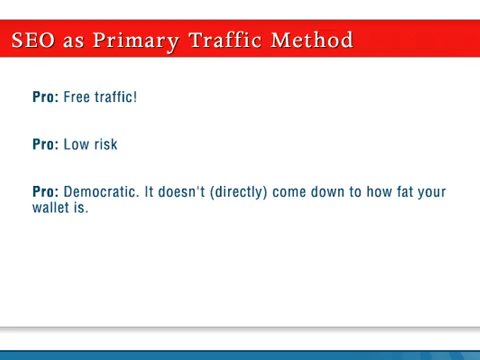 SEO as Primary Traffic Method
Pro: Free traffic!
Pro: Low risk
Pro: Democratic. It doesn't (directly) come down to how fat your
wallet is.